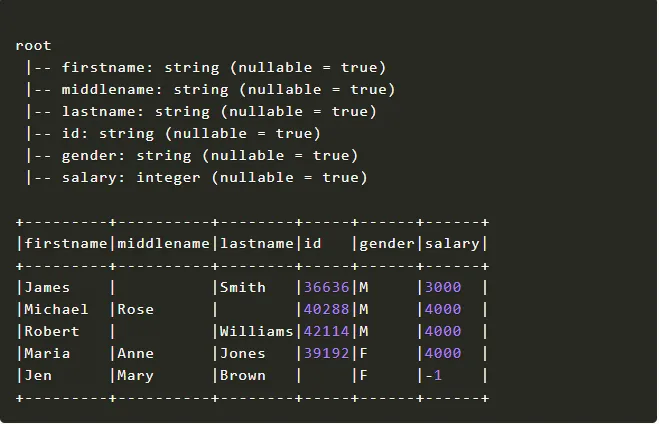 root
 |-- firstname: string (nullable = true)
 |-- middlename: string (nullable = true)
 |-- lastname: string (nullable = true)
 |-- id: string (nullable = true)
 |-- gender: string (nullable = true)
 |-- salary: integer (nullable = true)

+---------+----------+--------+-----+------+------+
|firstname|middlename|lastname|id   |gender|salary|
+---------+----------+--------+-----+------+------+
|James    |          |Smith   |36636|M     |3000  |
|Michael  |Rose      |        |40288|M     |4000  |
|Robert   |          |Williams|42114|M     |4000  |
|Maria    |Anne      |Jones   |39192|F     |4000  |
|Jen      |Mary      |Brown   |     |F     |-1    |
+---------+----------+--------+-----+------+------+